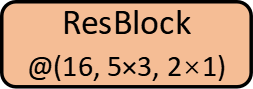 ResBlock
@(16, 5×3, 2×1)